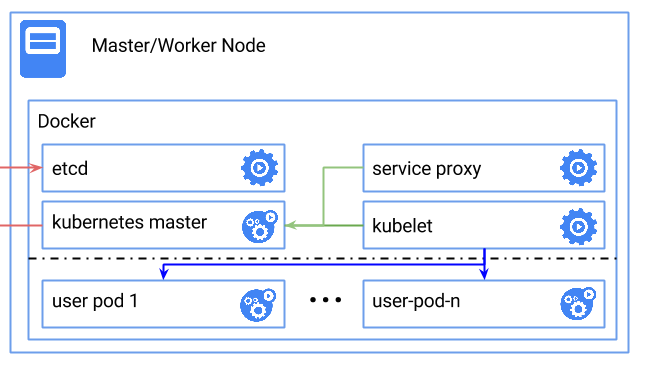 Master/Worker Node
Docker
etcd
service proxy
kubernetes master
kubelet
user pod 1
...
user-pod-n